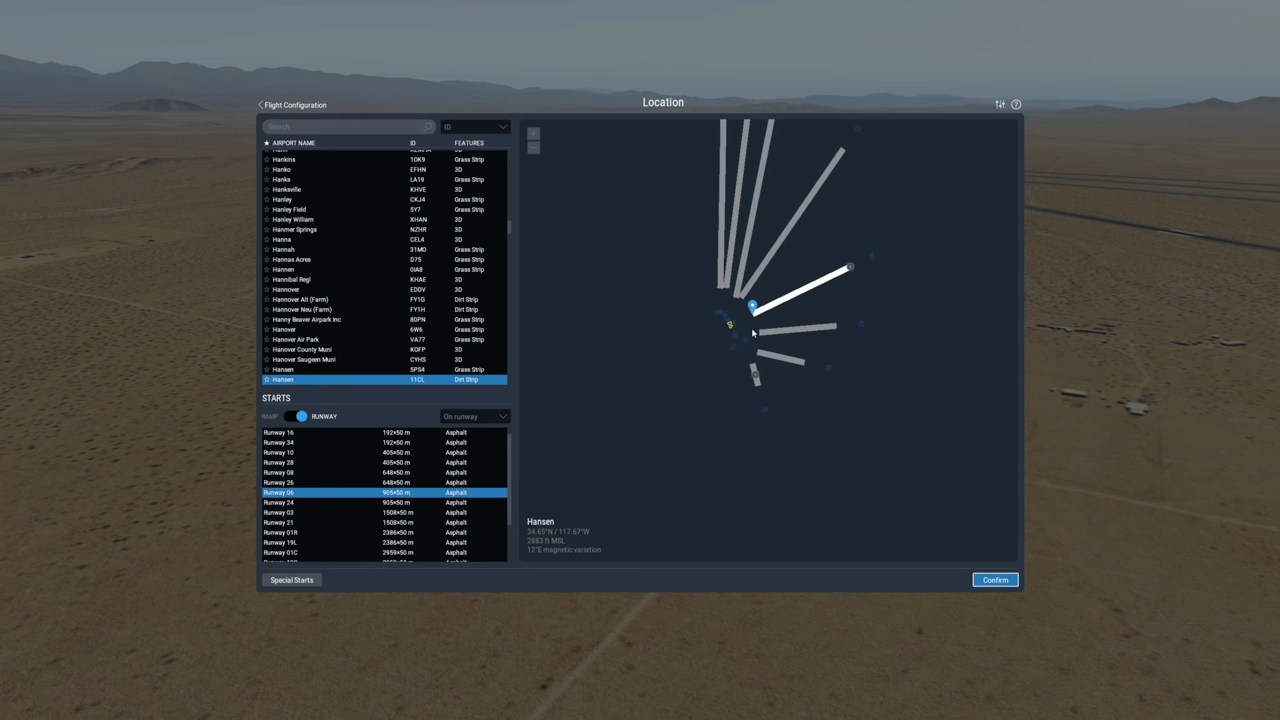 Flight Configuration
Location
Search
ID
AIRPORT NAME ID FEATURES
Hankins 1OK9 Grass Strip
Hanko EFHN 3D
Hanks LA19 Grass Strip
Hanksville KHVE 3D
Hanley CKJ4 Grass Strip
Hanley Field 5Y7 Grass Strip
Hanley William XHAN 3D
Hanmer Springs NZHR 3D
Hanna CEL4 3D
Hannah 31MO Grass Strip
Hannas Acres D75 Grass Strip
Hannen 0IA8 Grass Strip
Hannibal Regl KHAE 3D
Hannover EDDV 3D
Hannover Alt (Farm) FY1G Dirt Strip
Hannover Neu (Farm) FY1H Dirt Strip
Hanny Beaver Airpark Inc 80PN Grass Strip
Hanover 6W6 Grass Strip
Hanover Air Park VA77 Grass Strip
Hanover County Muni KOFP 3D
Hanover Saugeen Muni CYHS 3D
Hansen 5PS4 Grass Strip
Hansen 11CL Dirt Strip
STARTS
RAMP RUNWAY On runway
Runway 16 192×50 m Asphalt
Runway 34 192×50 m Asphalt
Runway 10 405×50 m Asphalt
Runway 28 405×50 m Asphalt
Runway 08 648×50 m Asphalt
Runway 26 648×50 m Asphalt
Runway 06 905×50 m Asphalt
Runway 24 905×50 m Asphalt
Runway 03 1508×50 m Asphalt
Runway 21 1508×50 m Asphalt
Runway 01R 2386×50 m Asphalt
Runway 19L 2386×50 m Asphalt
Runway 01C 2959×50 m Asphalt
Hansen
34.65°N / 117.67°W
2883 ft MSL
12°E magnetic variation
Special Starts
Confirm